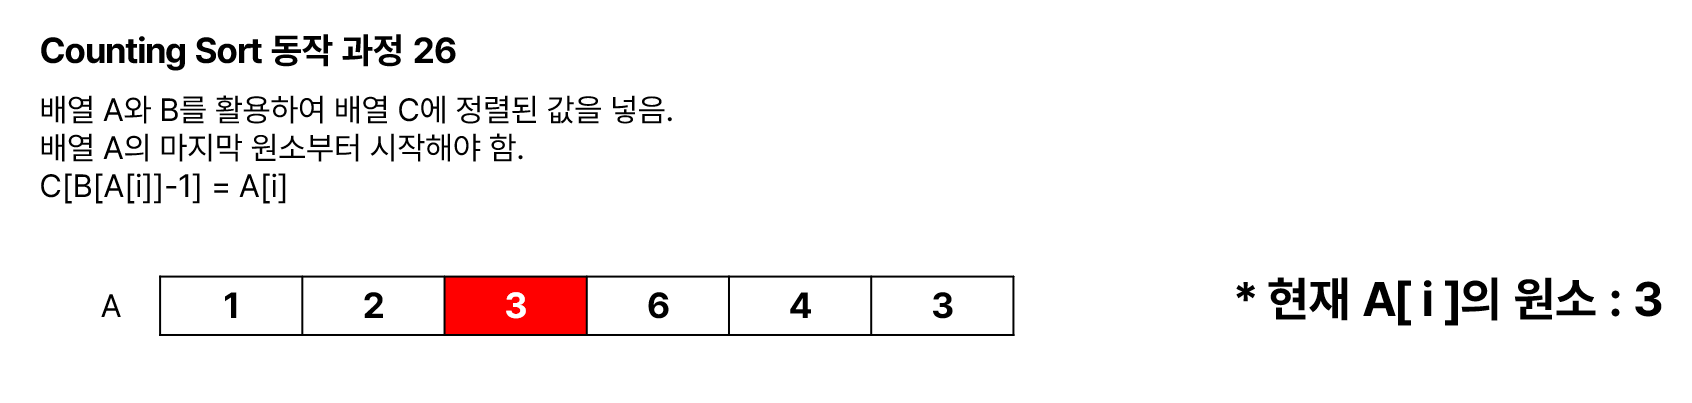 Counting Sort 동작 과정 26
배열 A와 B를 활용하여 배열 C에 정렬된 값을 넣음.
배열 A의 마지막 원소부터 시작해야 함.
C[B[A[i]]-1] = A[i]
A 1 2 3 6 4 3
* 현재 A[ i ]의 원소 : 3